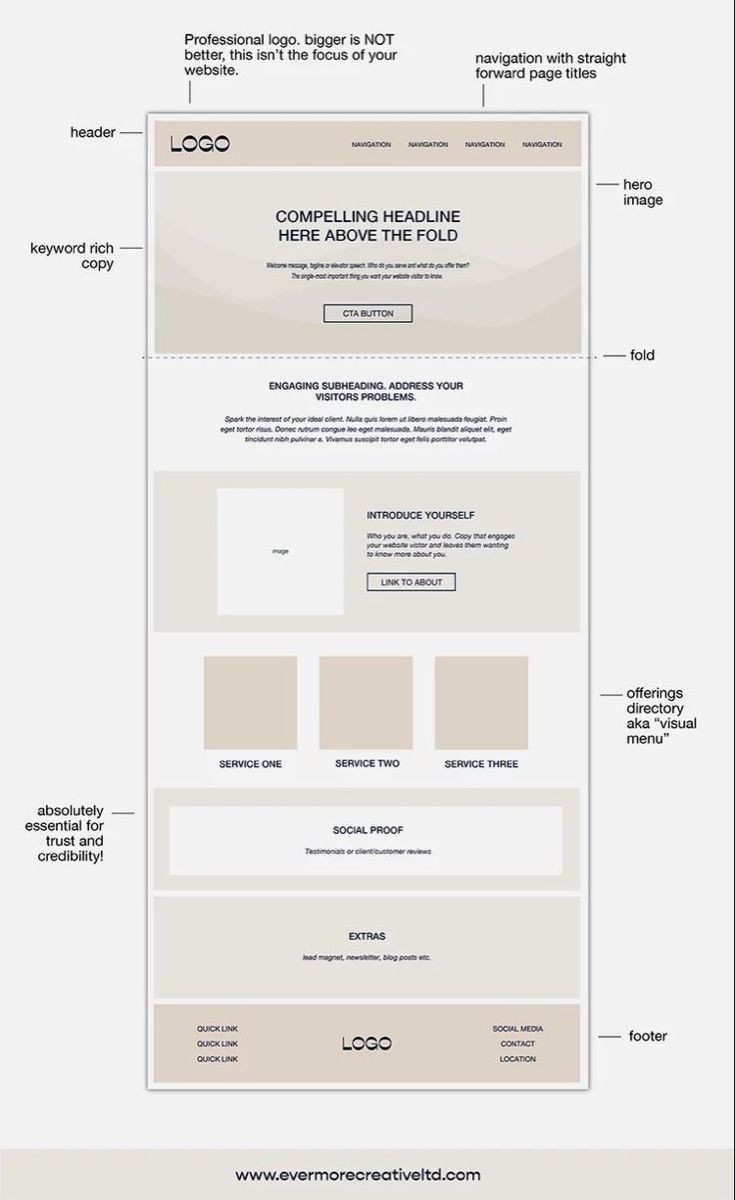 Professional logo. bigger is NOT
better, this isn't the focus of your
website.
navigation with straight
forward page titles
header
LOGO
NAVIGATION NAVIGATION NAVIGATION NAVIGATION
hero
image
keyword rich
copy
COMPELLING HEADLINE
HERE ABOVE THE FOLD
Welcome message, tagline or elevator speech. Who do you serve and what do you offer them?
The single-most important thing you want your website visitor to know.
CTA BUTTON
fold
ENGAGING SUBHEADING. ADDRESS YOUR
VISITORS PROBLEMS.
Spark the interest of your ideal client. Nulla quis lorem ut libero malesuada feugiat. Proin
eget tortor risus. Donec rutrum congue leo eget malesuada. Mauris blandit aliquet elit, eget
tincidunt nibh pulvinar a. Vivamus suscipit tortor eget felis porttitor volutpat.
image
INTRODUCE YOURSELF
Who you are, what you do. Copy that engages
your website vistor and leaves them wanting
to know more about you.
LINK TO ABOUT
offerings
directory
aka "visual
menu"
SERVICE ONE SERVICE TWO SERVICE THREE
absolutely
essential for
trust and
credibility!
SOCIAL PROOF
Testimonials or client/customer reviews
EXTRAS
lead magnet, newsletter, blog posts etc.
QUICK LINK
QUICK LINK
QUICK LINK
LOGO
SOCIAL MEDIA
CONTACT
LOCATION
footer
www.evermorecreativeltd.com